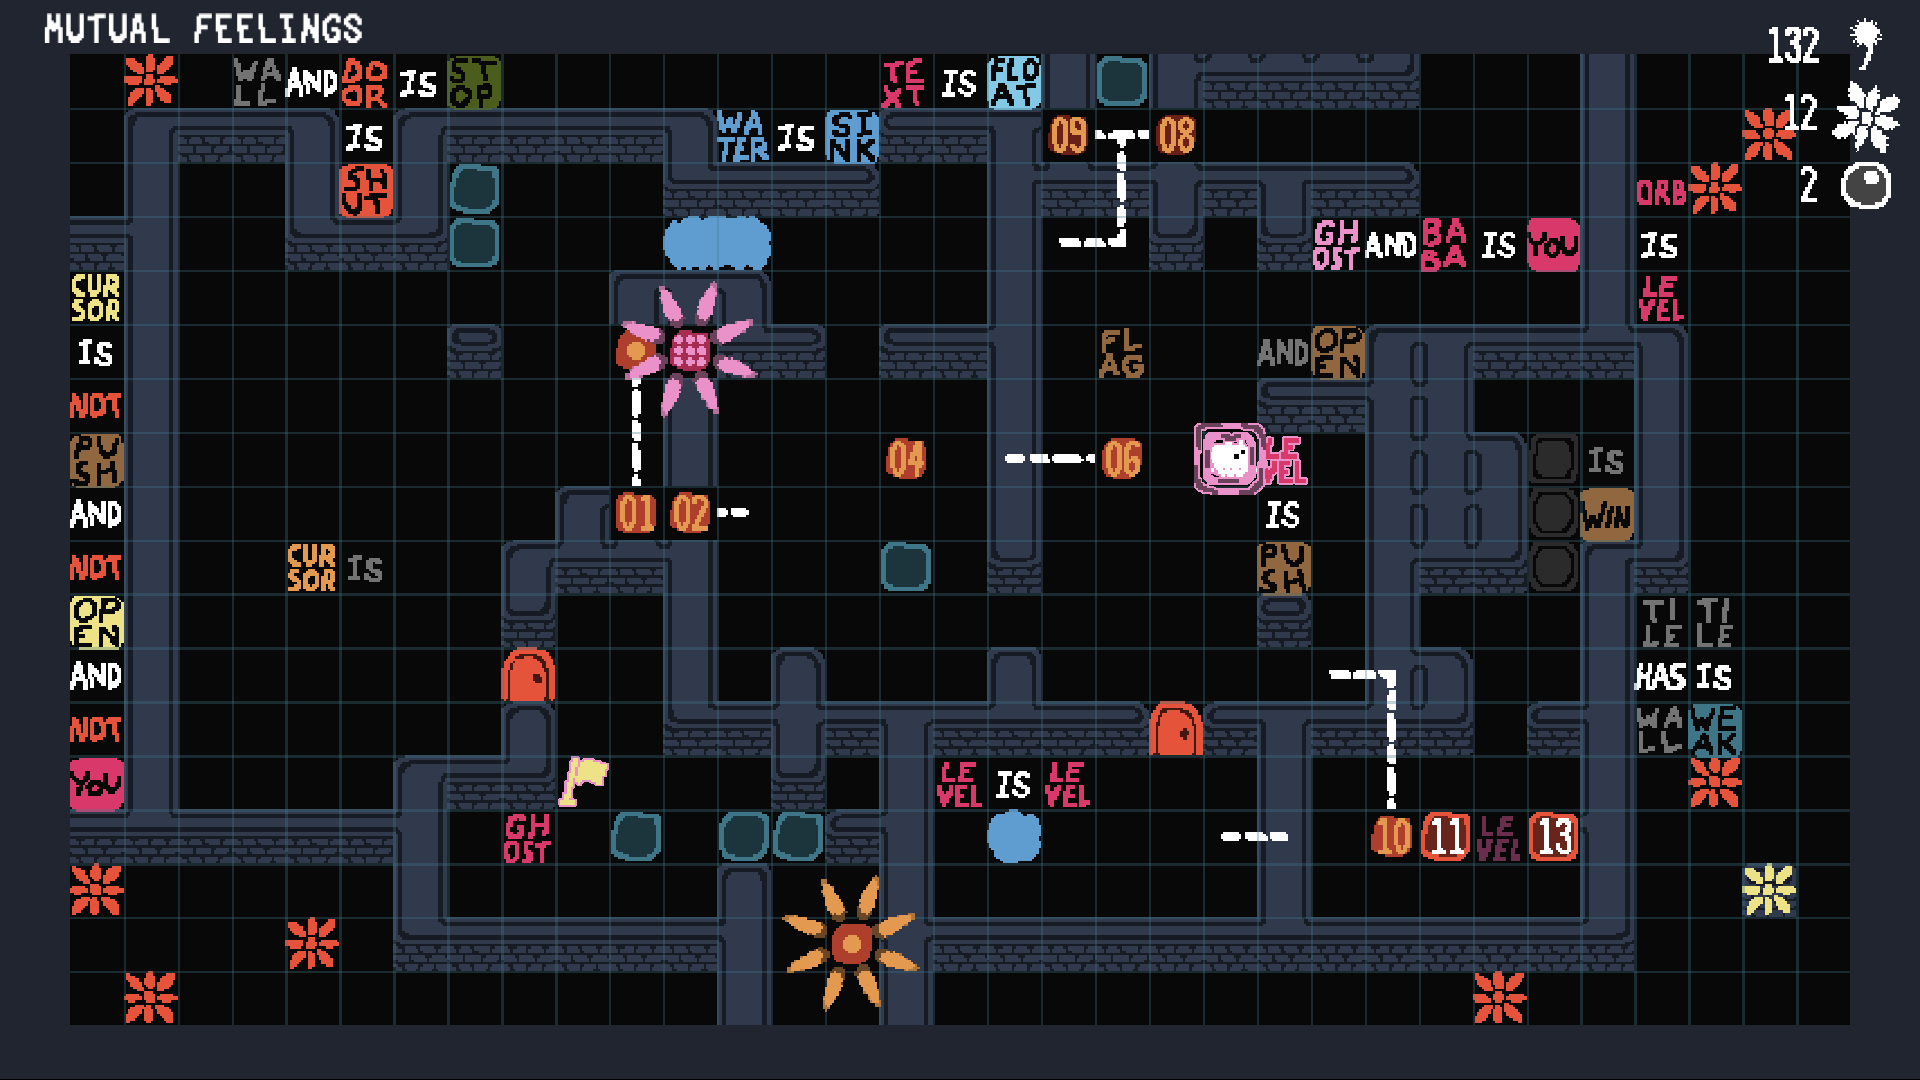 MUTUAL FEELINGS
132
12
2
WALL AND DOOR IS STOP
TEXT IS FLOAT
IS
WATER IS SINK
09 08
SHUT
ORB
GHOST AND BABA IS YOU
IS
CURSOR
LEVEL
IS
FLAG
AND OPEN
NOT
PUSH
04
06
LEVEL
IS
AND
01 02
IS
WIN
NOT
CURSOR IS
PUSH
OPEN
TILE TILE
AND
HAS IS
NOT
WALL WEAK
YOU
LEVEL IS LEVEL
GHOST
10 11 LEVEL 13